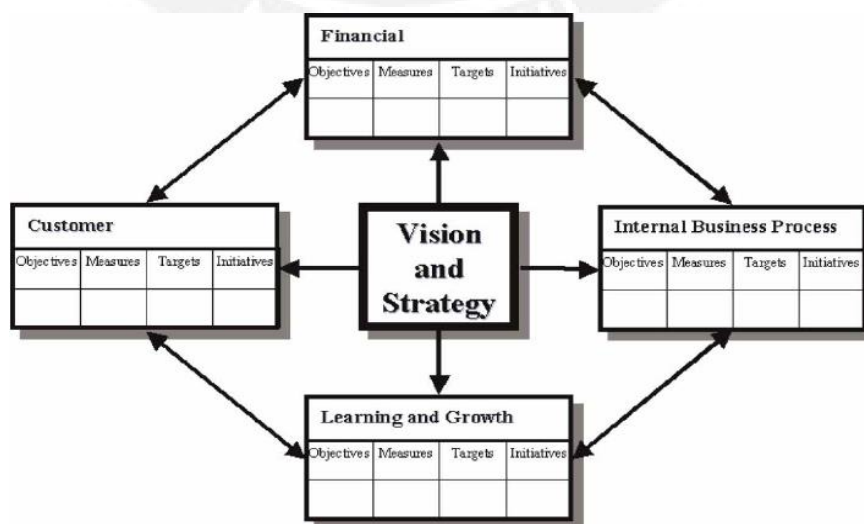 Financial
Objectives Measures Targets Initiatives
Customer
Objectives Measures Targets Initiatives
Vision
and
Strategy
Internal Business Process
Objectives Measures Targets Initiatives
Learning and Growth
Objectives Measures Targets Initiatives